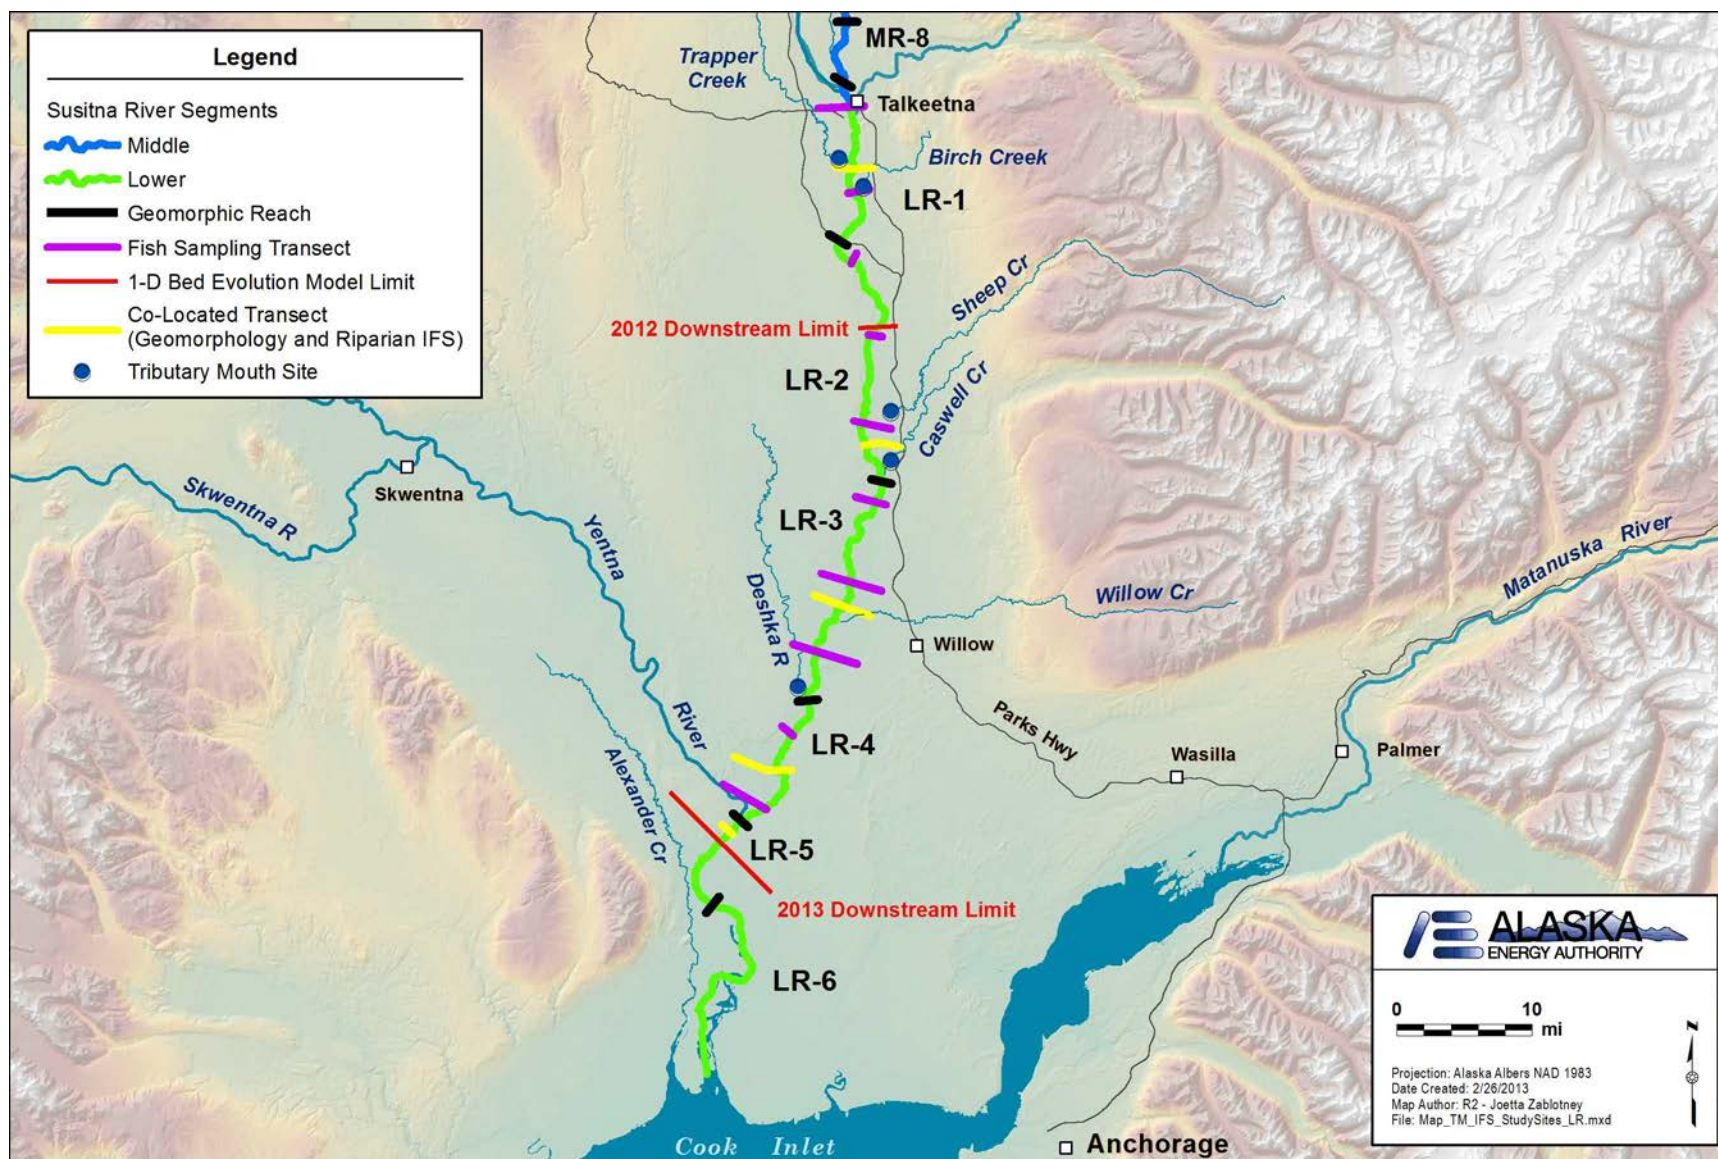 Legend
Susitna River Segments
Middle
Lower
Geomorphic Reach
Fish Sampling Transect
1-D Bed Evolution Model Limit
Co-Located Transect
(Geomorphology and Riparian IFS)
Tributary Mouth Site
MR-8
Trapper
Creek
Talkeetna
Birch Creek
LR-1
Sheep Cr
2012 Downstream Limit
LR-2
Caswell Cr
Skwentna
Skwentna R
Yentna
River
LR-3
Deshka R
Willow Cr
Matanuska River
Willow
Parks Hwy
Wasilla
Palmer
LR-4
Alexander Cr
LR-5
2013 Downstream Limit
LR-6
Cook Inlet
Anchorage
ALASKA
ENERGY AUTHORITY
0 10
mi
N
Projection: Alaska Albers NAD 1983
Date Created: 2/26/2013
Map Author: R2 - Joetta Zablotney
File: Map_TM_IFS_StudySites_LR.mxd